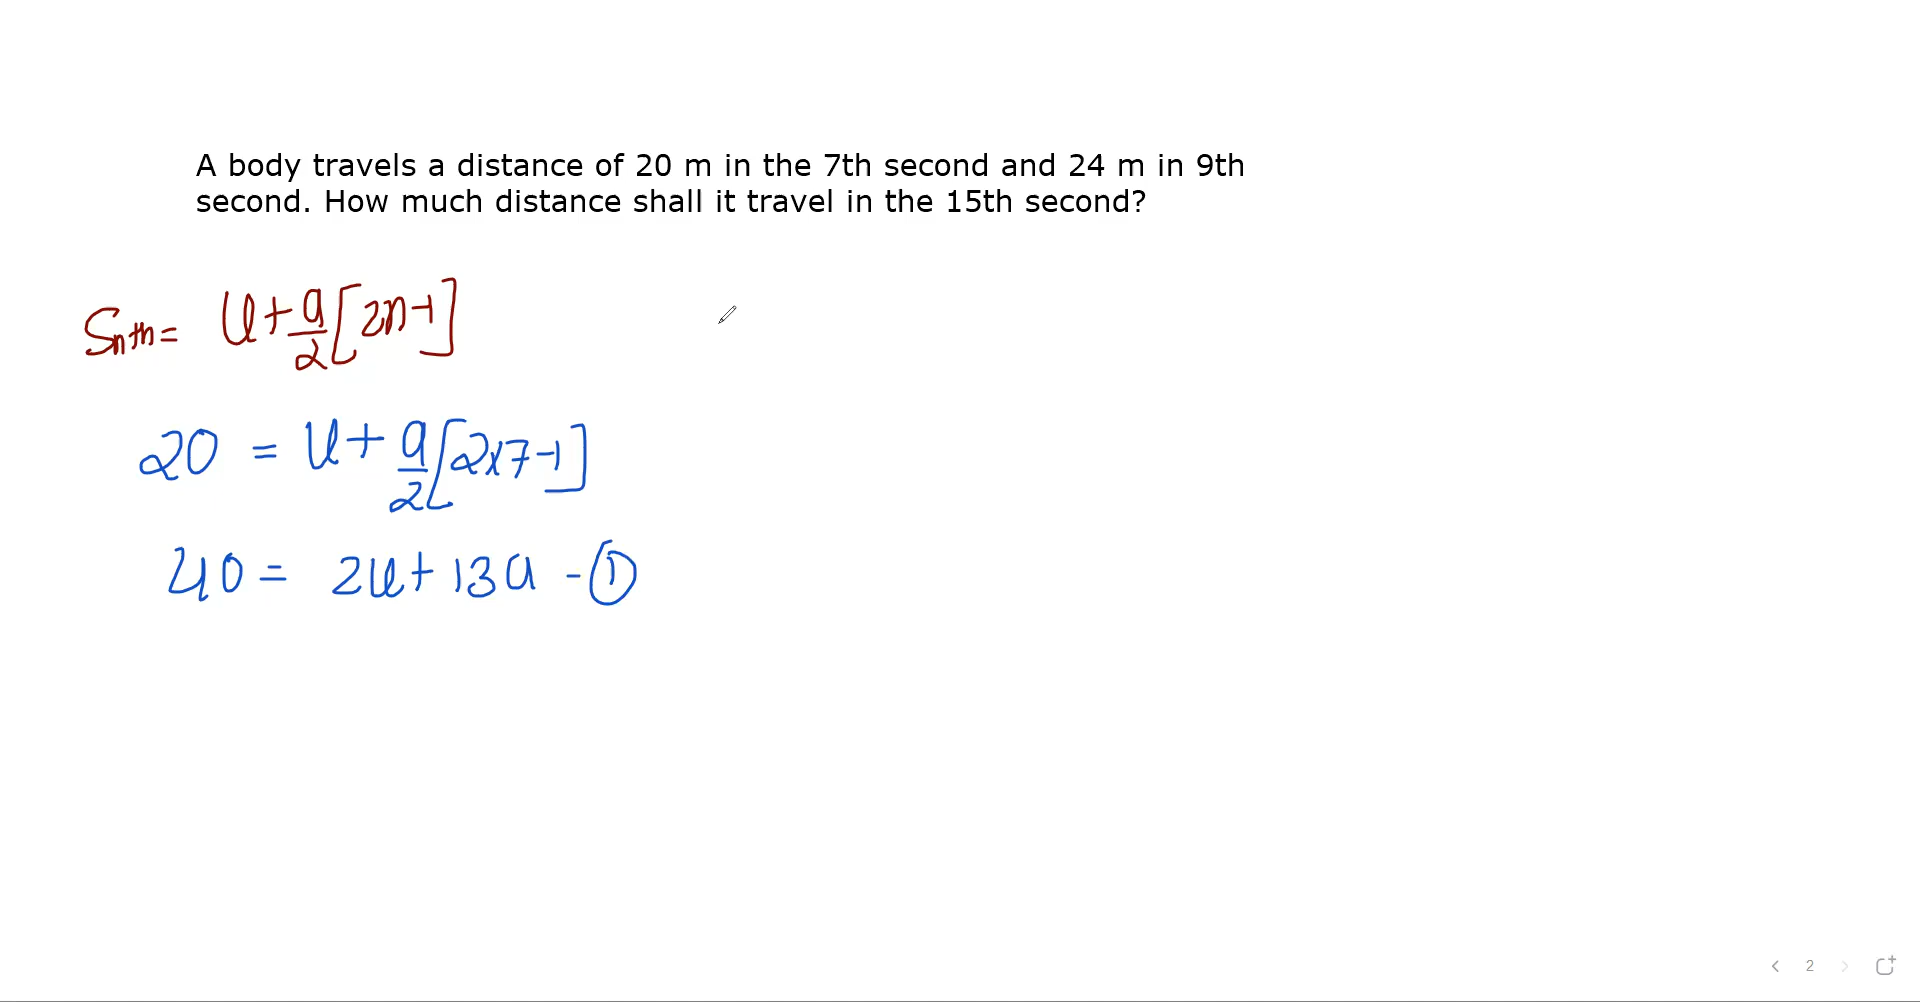 A body travels a distance of 20 m in the 7th second and 24 m in 9th
second. How much distance shall it travel in the 15th second?
Snth = u + a/2 [2n-1]
20 = u + a/2 [2x7-1]
40 = 2u + 13a - ①
2